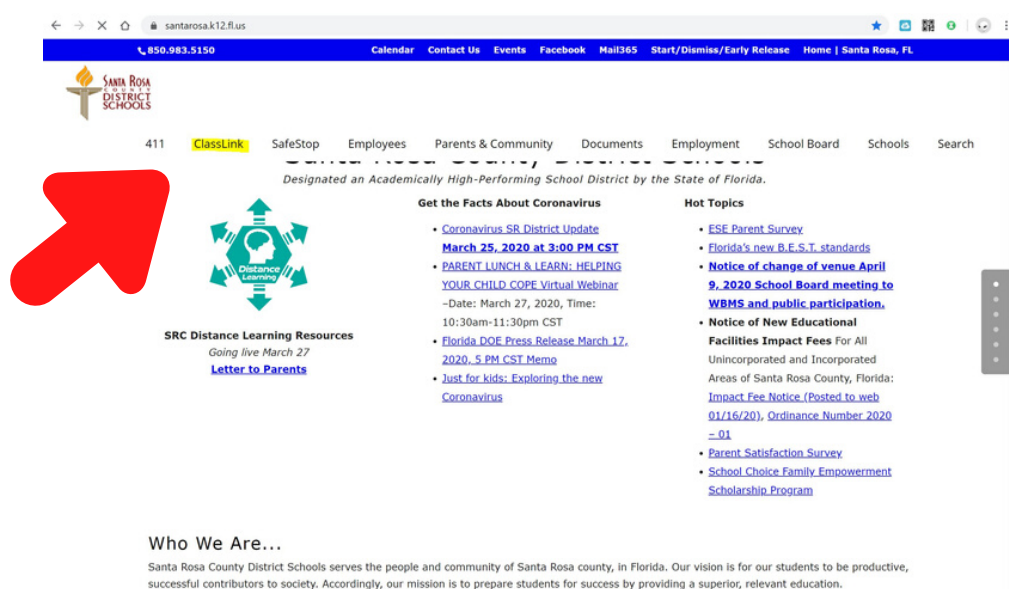 santarosa.k12.fl.us
850.983.5150 Calendar Contact Us Events Facebook Mail365 Start/Dismiss/Early Release Home | Santa Rosa, FL
SANTA ROSA
COUNTY
DISTRICT
SCHOOLS
411 ClassLink SafeStop Employees Parents & Community Documents Employment School Board Schools Search
Santa Rosa County District Schools
Designated an Academically High-Performing School District by the State of Florida.
Distance
Learning
SRC Distance Learning Resources
Going live March 27
Letter to Parents
Get the Facts About Coronavirus
• Coronavirus SR District Update
March 25, 2020 at 3:00 PM CST
• PARENT LUNCH & LEARN: HELPING
YOUR CHILD COPE Virtual Webinar
–Date: March 27, 2020, Time:
10:30am-11:30pm CST
• Florida DOE Press Release March 17,
2020, 5 PM CST Memo
• Just for kids: Exploring the new
Coronavirus
Hot Topics
• ESE Parent Survey
• Florida's new B.E.S.T. standards
• Notice of change of venue April
9, 2020 School Board meeting to
WBMS and public participation.
• Notice of New Educational
Facilities Impact Fees For All
Unincorporated and Incorporated
Areas of Santa Rosa County, Florida:
Impact Fee Notice (Posted to web
01/16/20), Ordinance Number 2020
– 01
• Parent Satisfaction Survey
• School Choice Family Empowerment
Scholarship Program
Who We Are...
Santa Rosa County District Schools serves the people and community of Santa Rosa county, in Florida. Our vision is for our students to be productive,
successful contributors to society. Accordingly, our mission is to prepare students for success by providing a superior, relevant education.